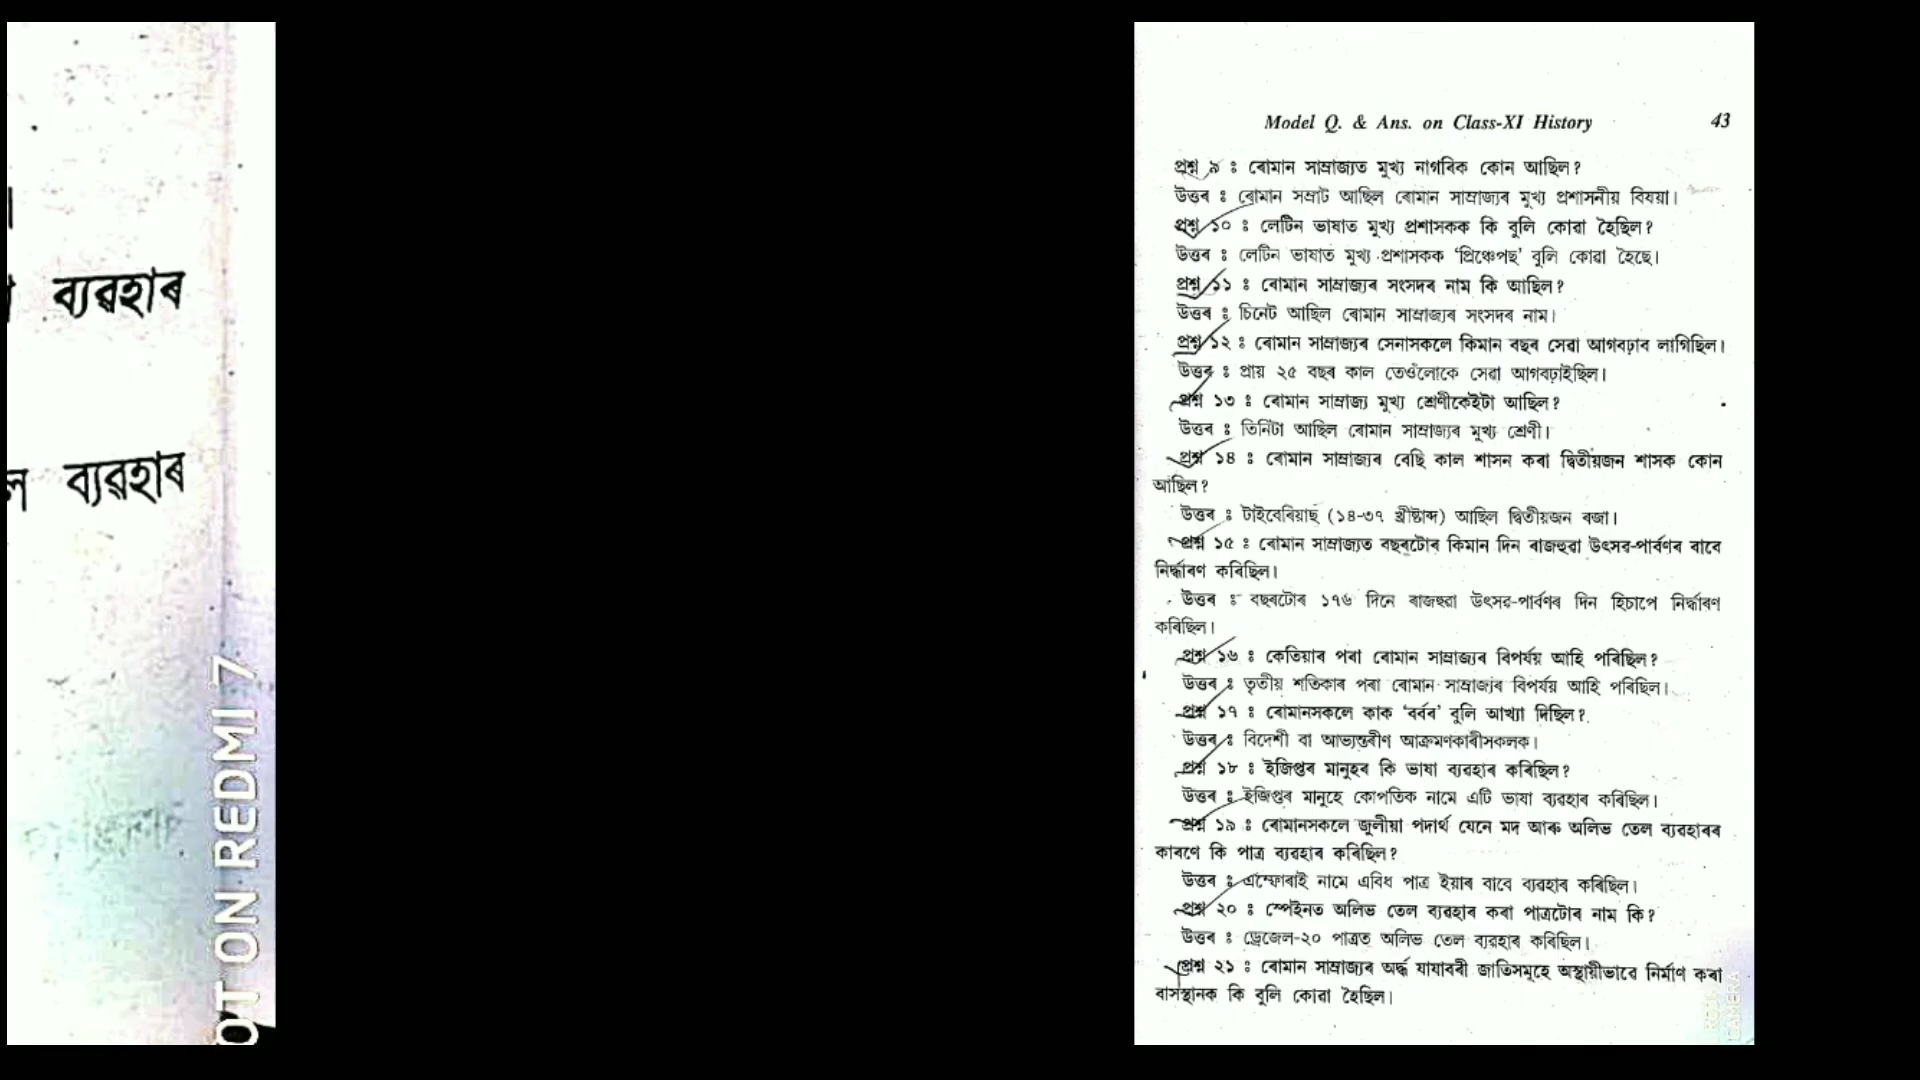 ব্যৱহাৰ
ব্যৱহাৰ
OT ON REDMI 7
Model Q. & Ans. on Class-XI History 43
প্ৰশ্ন ৯ ঃ ৰোমান সাম্ৰাজ্যত মুখ্য নাগৰিক কোন আছিল?
উত্তৰ ঃ ৰোমান সম্ৰাট আছিল ৰোমান সাম্ৰাজ্যৰ মুখ্য প্ৰশাসনীয় বিষয়া।
প্ৰশ্ন ১০ ঃ লেটিন ভাষাত মুখ্য প্ৰশাসকক কি বুলি কোৱা হৈছিল?
উত্তৰ ঃ লেটিন ভাষাত মুখ্য প্ৰশাসকক ‘প্ৰিঞ্চেপছ’ বুলি কোৱা হৈছে।
প্ৰশ্ন ১১ ঃ ৰোমান সাম্ৰাজ্যৰ সংসদৰ নাম কি আছিল?
উত্তৰ ঃ চিনেট আছিল ৰোমান সাম্ৰাজ্যৰ সংসদৰ নাম।
প্ৰশ্ন ১২ ঃ ৰোমান সাম্ৰাজ্যৰ সেনাসকলে কিমান বছৰ সেৱা আগবঢ়াব লাগিছিল।
উত্তৰ ঃ প্ৰায় ২৫ বছৰ কাল তেওঁলোকে সেৱা আগবঢ়াইছিল।
প্ৰশ্ন ১৩ ঃ ৰোমান সাম্ৰাজ্য মুখ্য শ্ৰেণীকেইটা আছিল?
উত্তৰ ঃ তিনিটা আছিল ৰোমান সাম্ৰাজ্যৰ মুখ্য শ্ৰেণী।
প্ৰশ্ন ১৪ ঃ ৰোমান সাম্ৰাজ্যৰ বেছি কাল শাসন কৰা দ্বিতীয়জন শাসক কোন
আছিল?
উত্তৰ ঃ টাইবেৰিয়াছ (১৪-৩৭ খ্ৰীষ্টাব্দ) আছিল দ্বিতীয়জন ৰজা।
প্ৰশ্ন ১৫ ঃ ৰোমান সাম্ৰাজ্যত বছৰটোৰ কিমান দিন ৰাজহুৱা উৎসৱ-পাৰ্বণৰ বাবে
নিৰ্দ্ধাৰণ কৰিছিল।
উত্তৰ ঃ বছৰটোৰ ১৭৬ দিনে ৰাজহুৱা উৎসৱ-পাৰ্বণৰ দিন হিচাপে নিৰ্দ্ধাৰণ
কৰিছিল।
প্ৰশ্ন ১৬ ঃ কেতিয়াৰ পৰা ৰোমান সাম্ৰাজ্যৰ বিপৰ্যয় আহি পৰিছিল?
উত্তৰ ঃ তৃতীয় শতিকাৰ পৰা ৰোমান সাম্ৰাজ্যৰ বিপৰ্যয় আহি পৰিছিল।
প্ৰশ্ন ১৭ ঃ ৰোমানসকলে কাক ‘বৰ্বৰ’ বুলি আখ্যা দিছিল?
উত্তৰ ঃ বিদেশী বা আভ্যন্তৰীণ আক্ৰমণকাৰীসকলক।
প্ৰশ্ন ১৮ ঃ ইজিপ্তৰ মানুহৰ কি ভাষা ব্যৱহাৰ কৰিছিল?
উত্তৰ ঃ ইজিপ্তৰ মানুহে কোপতিক নামে এটি ভাষা ব্যৱহাৰ কৰিছিল।
প্ৰশ্ন ১৯ ঃ ৰোমানসকলে জুলীয়া পদাৰ্থ যেনে মদ আৰু অলিভ তেল ব্যৱহাৰৰ
কাৰণে কি পাত্ৰ ব্যৱহাৰ কৰিছিল?
উত্তৰ ঃ এম্ফোৰাই নামে এবিধ পাত্ৰ ইয়াৰ বাবে ব্যৱহাৰ কৰিছিল।
প্ৰশ্ন ২০ ঃ স্পেইনত অলিভ তেল ব্যৱহাৰ কৰা পাত্ৰটোৰ নাম কি?
উত্তৰ ঃ ড্ৰেজেল-২০ পাত্ৰত অলিভ তেল ব্যৱহাৰ কৰিছিল।
প্ৰশ্ন ২১ ঃ ৰোমান সাম্ৰাজ্যৰ অৰ্দ্ধ যাযাবৰী জাতিসমূহে অস্থায়ীভাৱে নিৰ্মাণ কৰা
বাসস্থানক কি বুলি কোৱা হৈছিল।